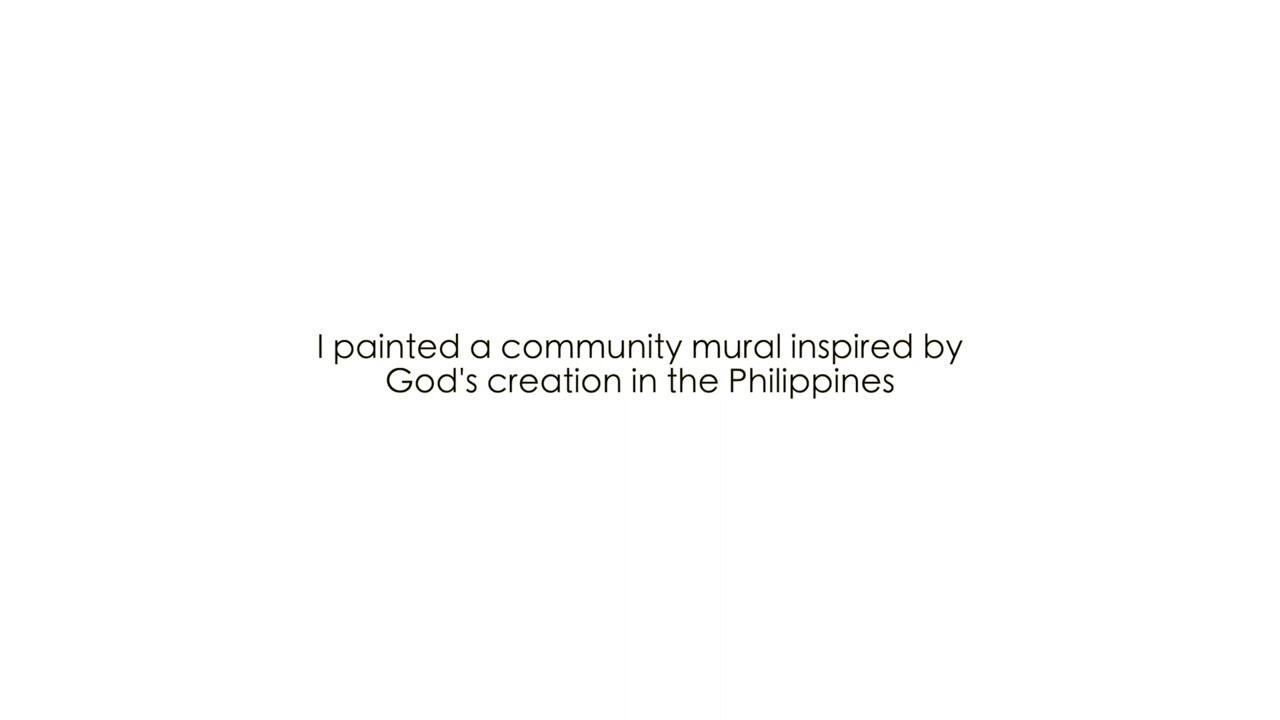 I painted a community mural inspired by
God's creation in the Philippines